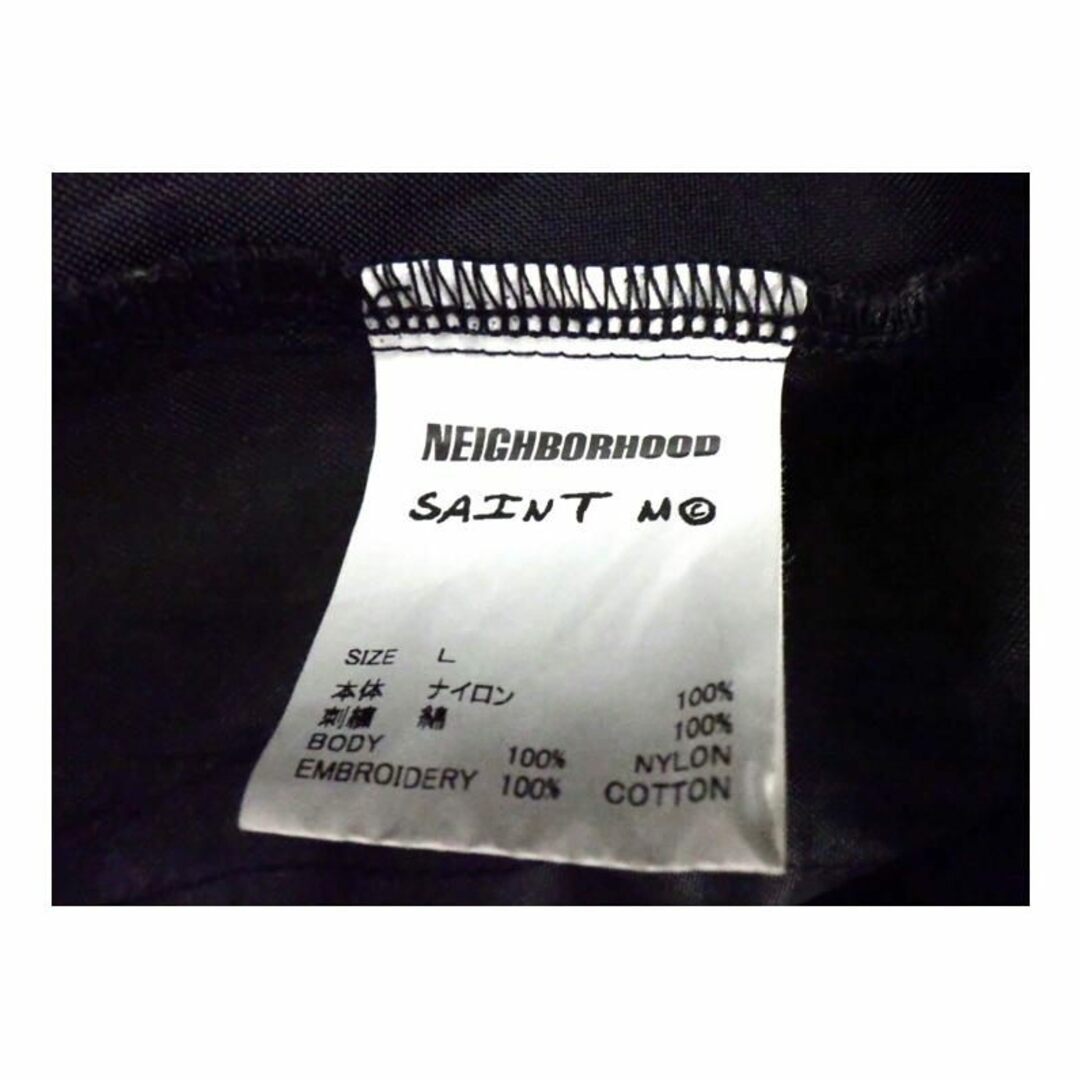 NEIGHBORHOOD
SAINT M©
SIZE L
本体 ナイロン 100%
刺繍 綿 100%
BODY 100% NYLON
EMBROIDERY 100% COTTON